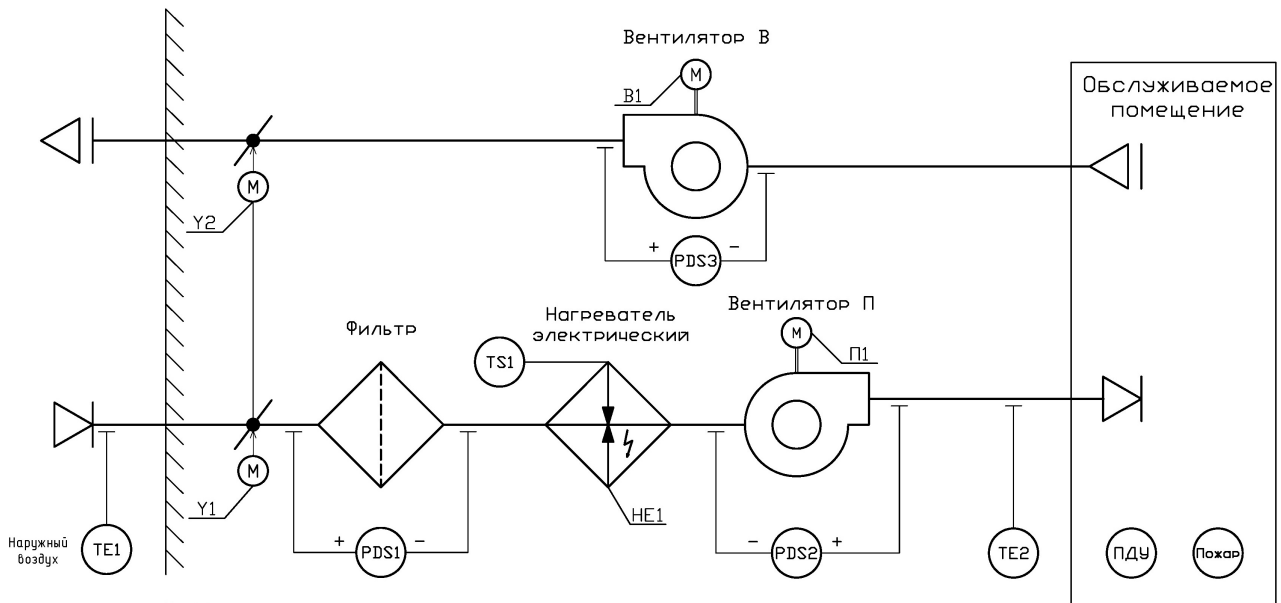 Вентилятор В
М
В1
Обслуживаемое
помещение
М
Y2
+
PDS3
-
Вентилятор П
Нагреватель
электрический
Фильтр
М
П1
TS1
М
Y1
HE1
Наружный
воздух
TE1
+
PDS1
-
-
PDS2
+
TE2
ПДУ
Пожар